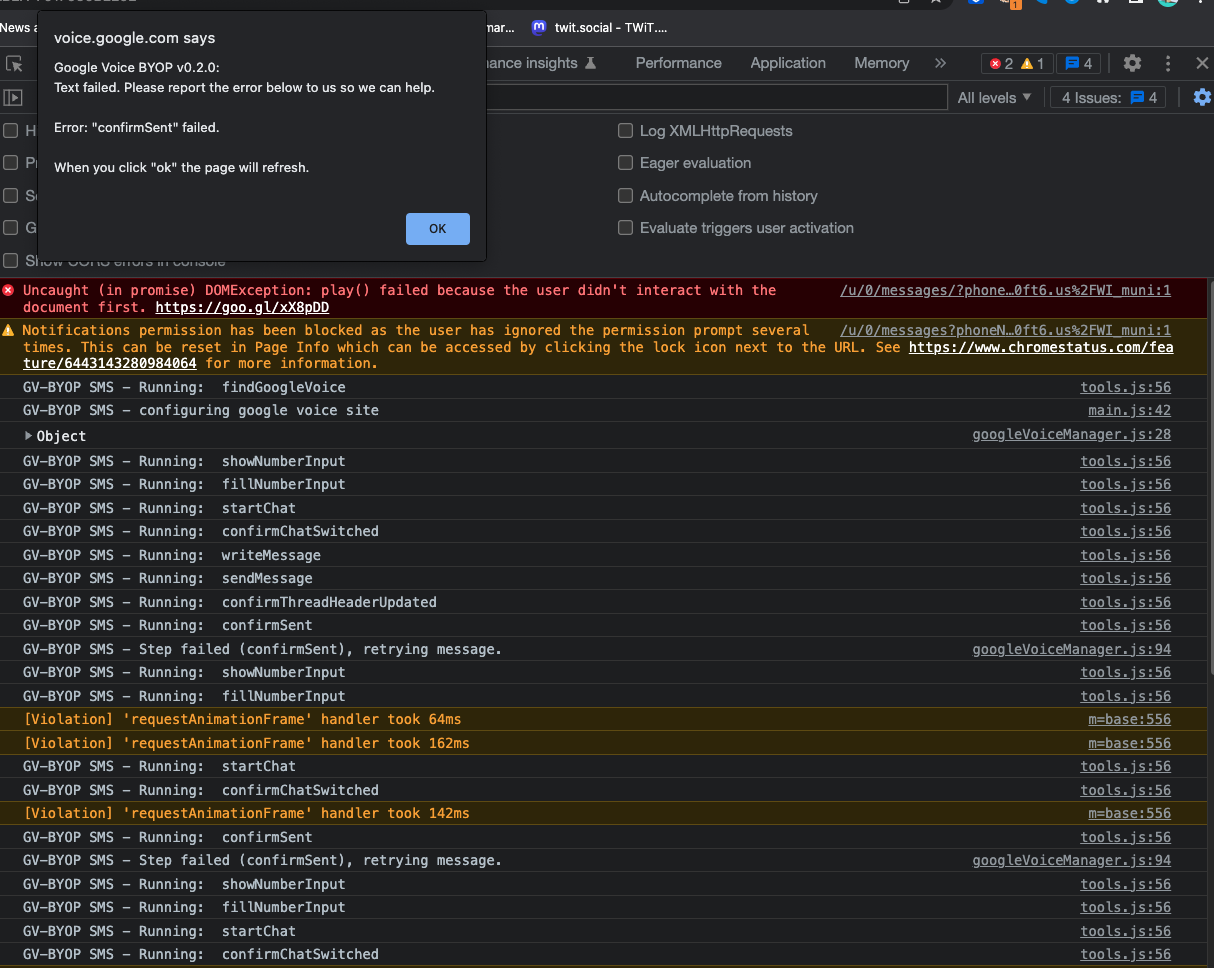 News a
mar...
twit.social - TWiT....
voice.google.com says
Google Voice BYOP v0.2.0:
Text failed. Please report the error below to us so we can help.
Error: "confirmSent" failed.
When you click "ok" the page will refresh.
OK
1
mance insights
Performance
Application
Memory
»
2
1
4
All levels ▼
4 Issues:
4
H
Log XMLHttpRequests
Pr
Eager evaluation
Se
Autocomplete from history
G
Evaluate triggers user activation
Show CORS errors in console
Uncaught (in promise) DOMException: play() failed because the user didn't interact with the /u/0/messages/?phone…0ft6.us%2FWI_muni:1
document first. https://goo.gl/xX8pDD
Notifications permission has been blocked as the user has ignored the permission prompt several /u/0/messages?phoneN…0ft6.us%2FWI_muni:1
times. This can be reset in Page Info which can be accessed by clicking the lock icon next to the URL. See https://www.chromestatus.com/fea
ture/6443143280984064 for more information.
GV-BYOP SMS - Running: findGoogleVoice tools.js:56
GV-BYOP SMS - configuring google voice site main.js:42
Object googleVoiceManager.js:28
GV-BYOP SMS - Running: showNumberInput tools.js:56
GV-BYOP SMS - Running: fillNumberInput tools.js:56
GV-BYOP SMS - Running: startChat tools.js:56
GV-BYOP SMS - Running: confirmChatSwitched tools.js:56
GV-BYOP SMS - Running: writeMessage tools.js:56
GV-BYOP SMS - Running: sendMessage tools.js:56
GV-BYOP SMS - Running: confirmThreadHeaderUpdated tools.js:56
GV-BYOP SMS - Running: confirmSent tools.js:56
GV-BYOP SMS - Step failed (confirmSent), retrying message. googleVoiceManager.js:94
GV-BYOP SMS - Running: showNumberInput tools.js:56
GV-BYOP SMS - Running: fillNumberInput tools.js:56
[Violation] 'requestAnimationFrame' handler took 64ms m=base:556
[Violation] 'requestAnimationFrame' handler took 162ms m=base:556
GV-BYOP SMS - Running: startChat tools.js:56
GV-BYOP SMS - Running: confirmChatSwitched tools.js:56
[Violation] 'requestAnimationFrame' handler took 142ms m=base:556
GV-BYOP SMS - Running: confirmSent tools.js:56
GV-BYOP SMS - Step failed (confirmSent), retrying message. googleVoiceManager.js:94
GV-BYOP SMS - Running: showNumberInput tools.js:56
GV-BYOP SMS - Running: fillNumberInput tools.js:56
GV-BYOP SMS - Running: startChat tools.js:56
GV-BYOP SMS - Running: confirmChatSwitched tools.js:56